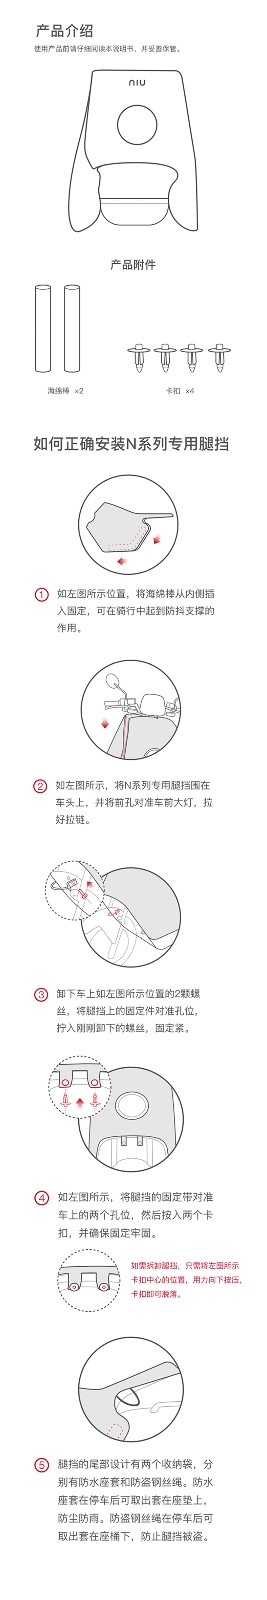 产品介绍
使用产品前请仔细阅读本说明书，并妥善保管。
NIU
产品附件
海绵棒 ×2
卡扣 ×4
如何正确安装N系列专用腿挡
1 如左图所示位置，将海绵棒从内侧插
入固定，可在骑行中起到防抖支撑的
作用。
2 如左图所示，将N系列专用腿挡围在
车头上，并将前孔对准车前大灯，拉
好拉链。
3 卸下车上如左图所示位置的2颗螺
丝，将腿挡上的固定件对准孔位，
拧入刚刚卸下的螺丝，固定紧。
4 如左图所示，将腿挡的固定带对准
车上的两个孔位，然后按入两个卡
扣，并确保固定牢固。
如需拆卸腿挡，只需将左图所示
卡扣中心的位置，用力向下按压，
卡扣即可脱落。
5 腿挡的尾部设计有两个收纳袋，分
别有防水座套和防盗钢丝绳。防水
座套在停车后可取出套在座垫上，
防尘防雨。防盗钢丝绳在停车后可
取出套在座桶下，防止腿挡被盗。